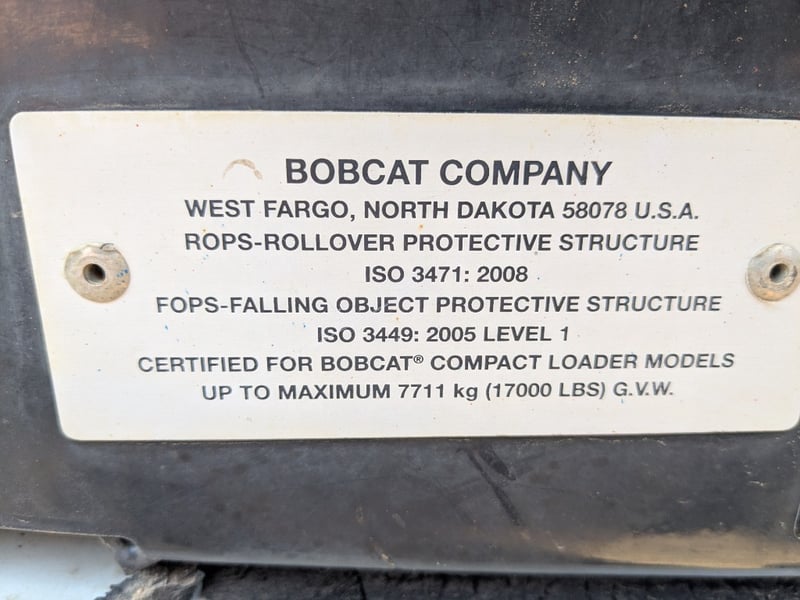 BOBCAT COMPANY
WEST FARGO, NORTH DAKOTA 58078 U.S.A.
ROPS-ROLLOVER PROTECTIVE STRUCTURE
ISO 3471: 2008
FOPS-FALLING OBJECT PROTECTIVE STRUCTURE
ISO 3449: 2005 LEVEL 1
CERTIFIED FOR BOBCAT® COMPACT LOADER MODELS
UP TO MAXIMUM 7711 kg (17000 LBS) G.V.W.